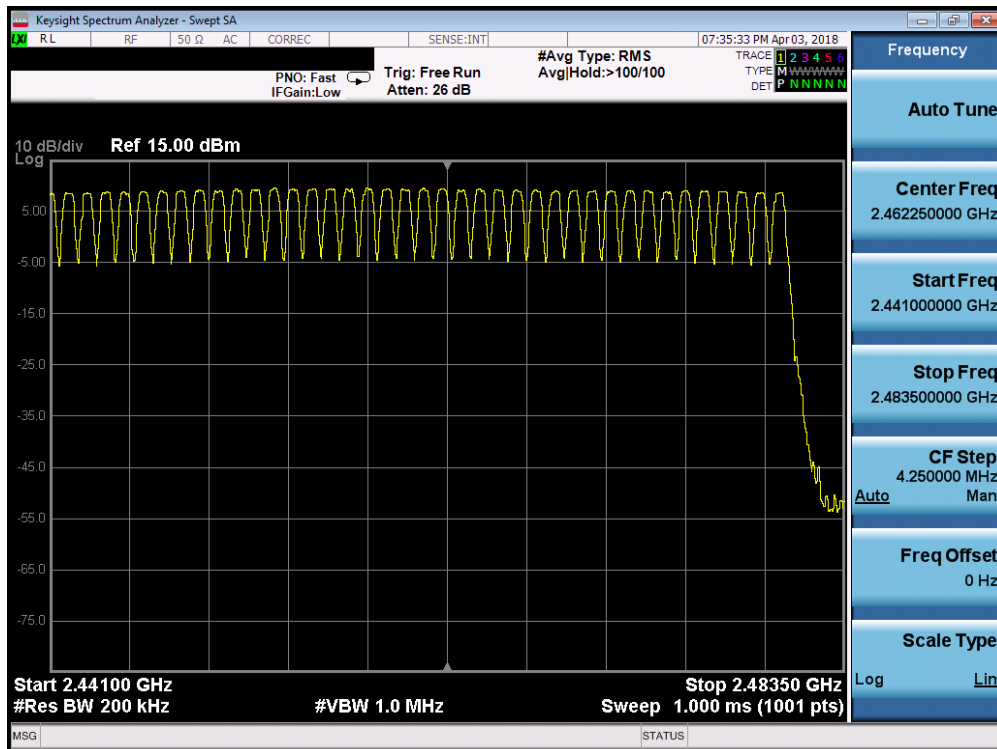 Keysight Spectrum Analyzer - Swept SA
LXI RL RF 50 Ω AC CORREC SENSE:INT 07:35:33 PM Apr 03, 2018
PNO: Fast
IFGain:Low
Trig: Free Run
Atten: 26 dB
#Avg Type: RMS
Avg|Hold:>100/100
TRACE 1 2 3 4 5 6
TYPE M WWWWW
DET P N N N N N
10 dB/div Ref 15.00 dBm
Log
5.00
-5.00
-15.0
-25.0
-35.0
-45.0
-55.0
-65.0
-75.0
Start 2.44100 GHz Stop 2.48350 GHz
#Res BW 200 kHz #VBW 1.0 MHz Sweep 1.000 ms (1001 pts)
MSG STATUS
Frequency
Auto Tune
Center Freq
2.462250000 GHz
Start Freq
2.441000000 GHz
Stop Freq
2.483500000 GHz
CF Step
4.250000 MHz
Auto Man
Freq Offset
0 Hz
Scale Type
Log Lin